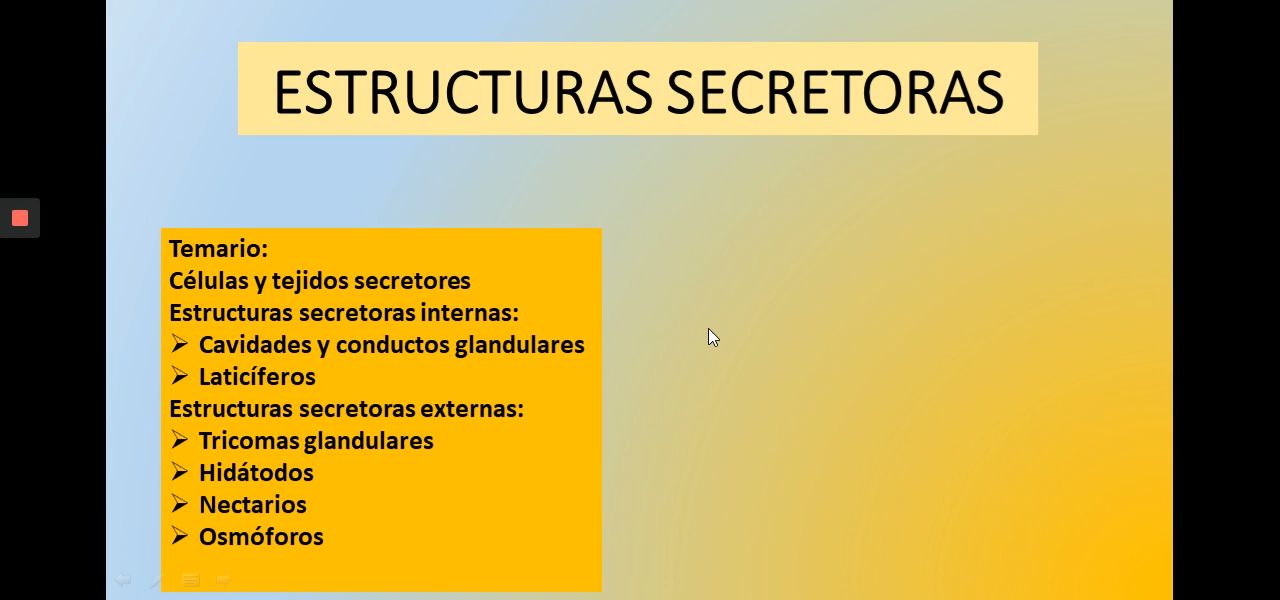 ESTRUCTURAS SECRETORAS
Temario:
Células y tejidos secretores
Estructuras secretoras internas:
➢ Cavidades y conductos glandulares
➢ Laticíferos
Estructuras secretoras externas:
➢ Tricomas glandulares
➢ Hidátodos
➢ Nectarios
➢ Osmóforos